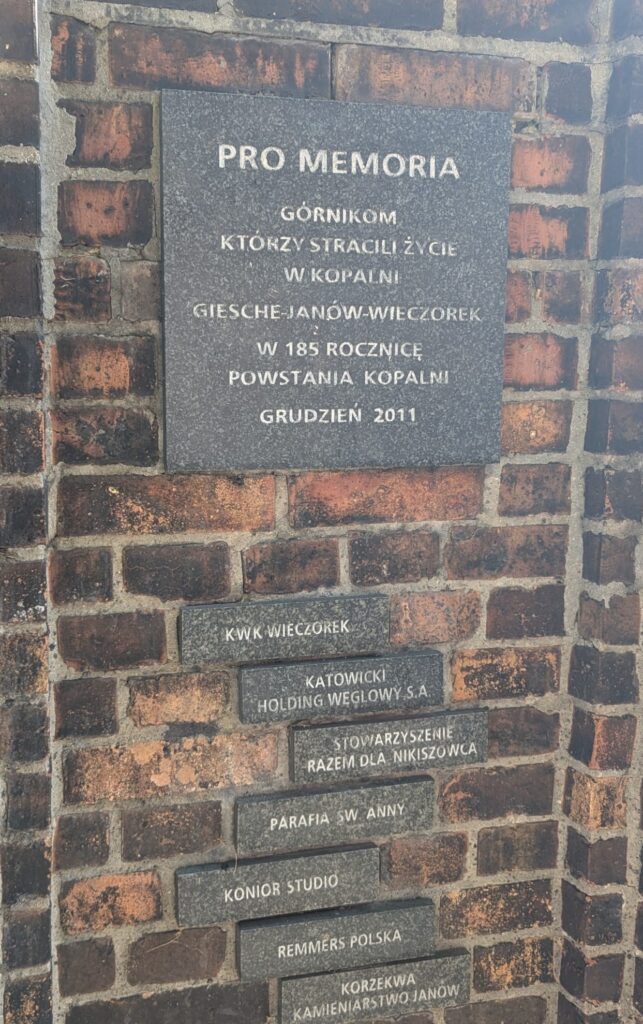 PRO MEMORIA
GÓRNIKOM
KTÓRZY STRACILI ŻYCIE
W KOPALNI
GIESCHE-JANÓW-WIECZOREK
W 185 ROCZNICĘ
POWSTANIA KOPALNI
GRUDZIEŃ 2011
KWK WIECZOREK
KATOWICKI
HOLDING WĘGLOWY S.A.
STOWARZYSZENIE
RAZEM DLA NIKISZOWCA
PARAFIA ŚW. ANNY
KONIOR STUDIO
REMMERS POLSKA
KORZEKWA
KAMIENIARSTWO JANÓW